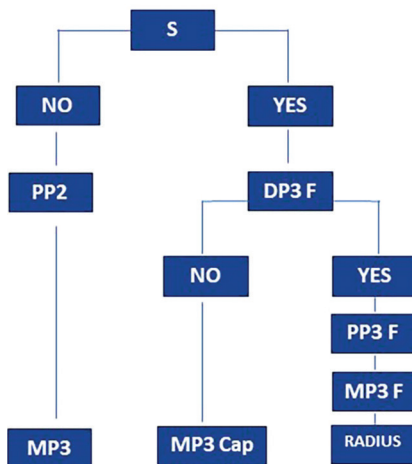 S
NO
YES
PP2
DP3 F
NO
YES
PP3 F
MP3 F
MP3
MP3 Cap
RADIUS